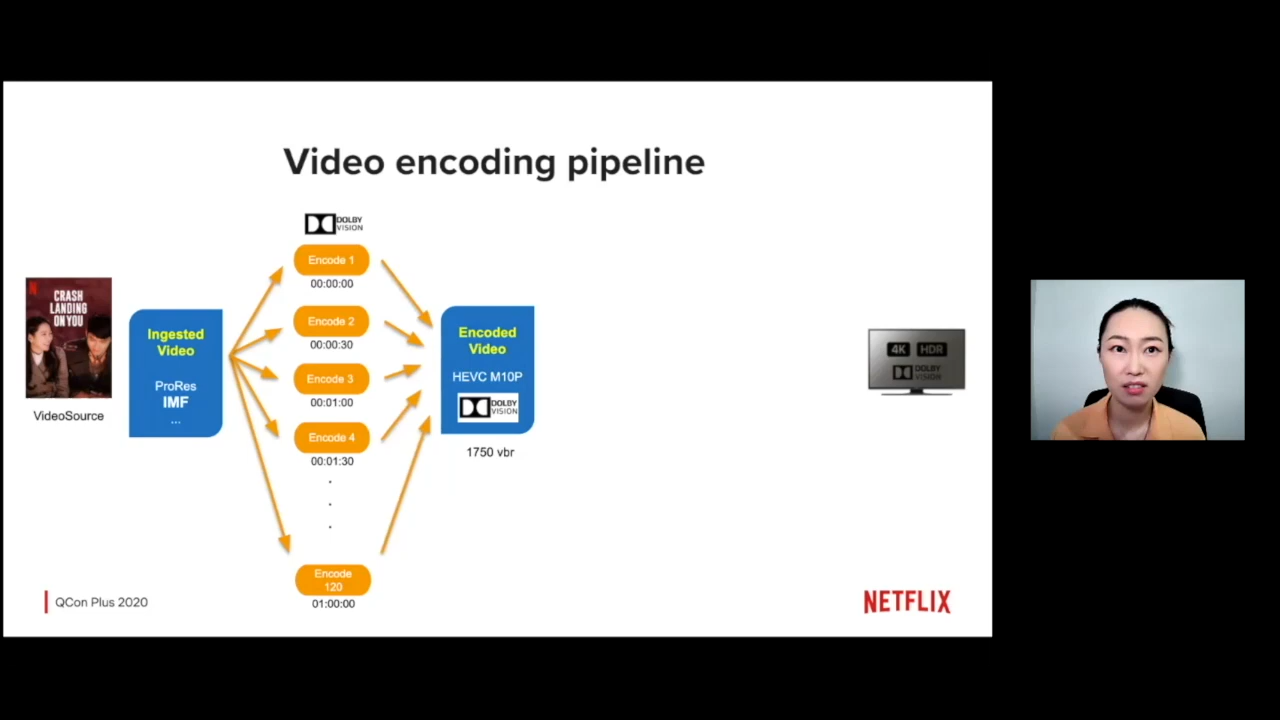 Video encoding pipeline
DOLBY
VISION
N
CRASH
LANDING
ON YOU
VideoSource
Ingested
Video
ProRes
IMF
...
Encode 1
00:00:00
Encode 2
00:00:30
Encode 3
00:01:00
Encode 4
00:01:30
.
.
.
Encode
120
01:00:00
Encoded
Video
HEVC M10P
DOLBY
VISION
1750 vbr
4K HDR
DOLBY
VISION
QCon Plus 2020
NETFLIX